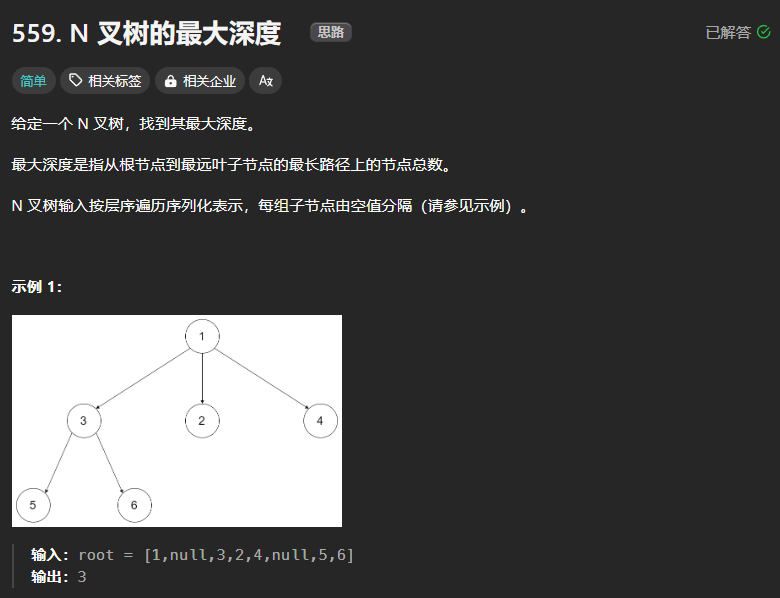 559. N 叉树的最大深度
思路
已解答
简单
相关标签
相关企业
给定一个 N 叉树，找到其最大深度。
最大深度是指从根节点到最远叶子节点的最长路径上的节点总数。
N 叉树输入按层序遍历序列化表示，每组子节点由空值分隔（请参见示例）。
示例 1：
1
3
2
4
5
6
输入：root = [1,null,3,2,4,null,5,6]
输出：3